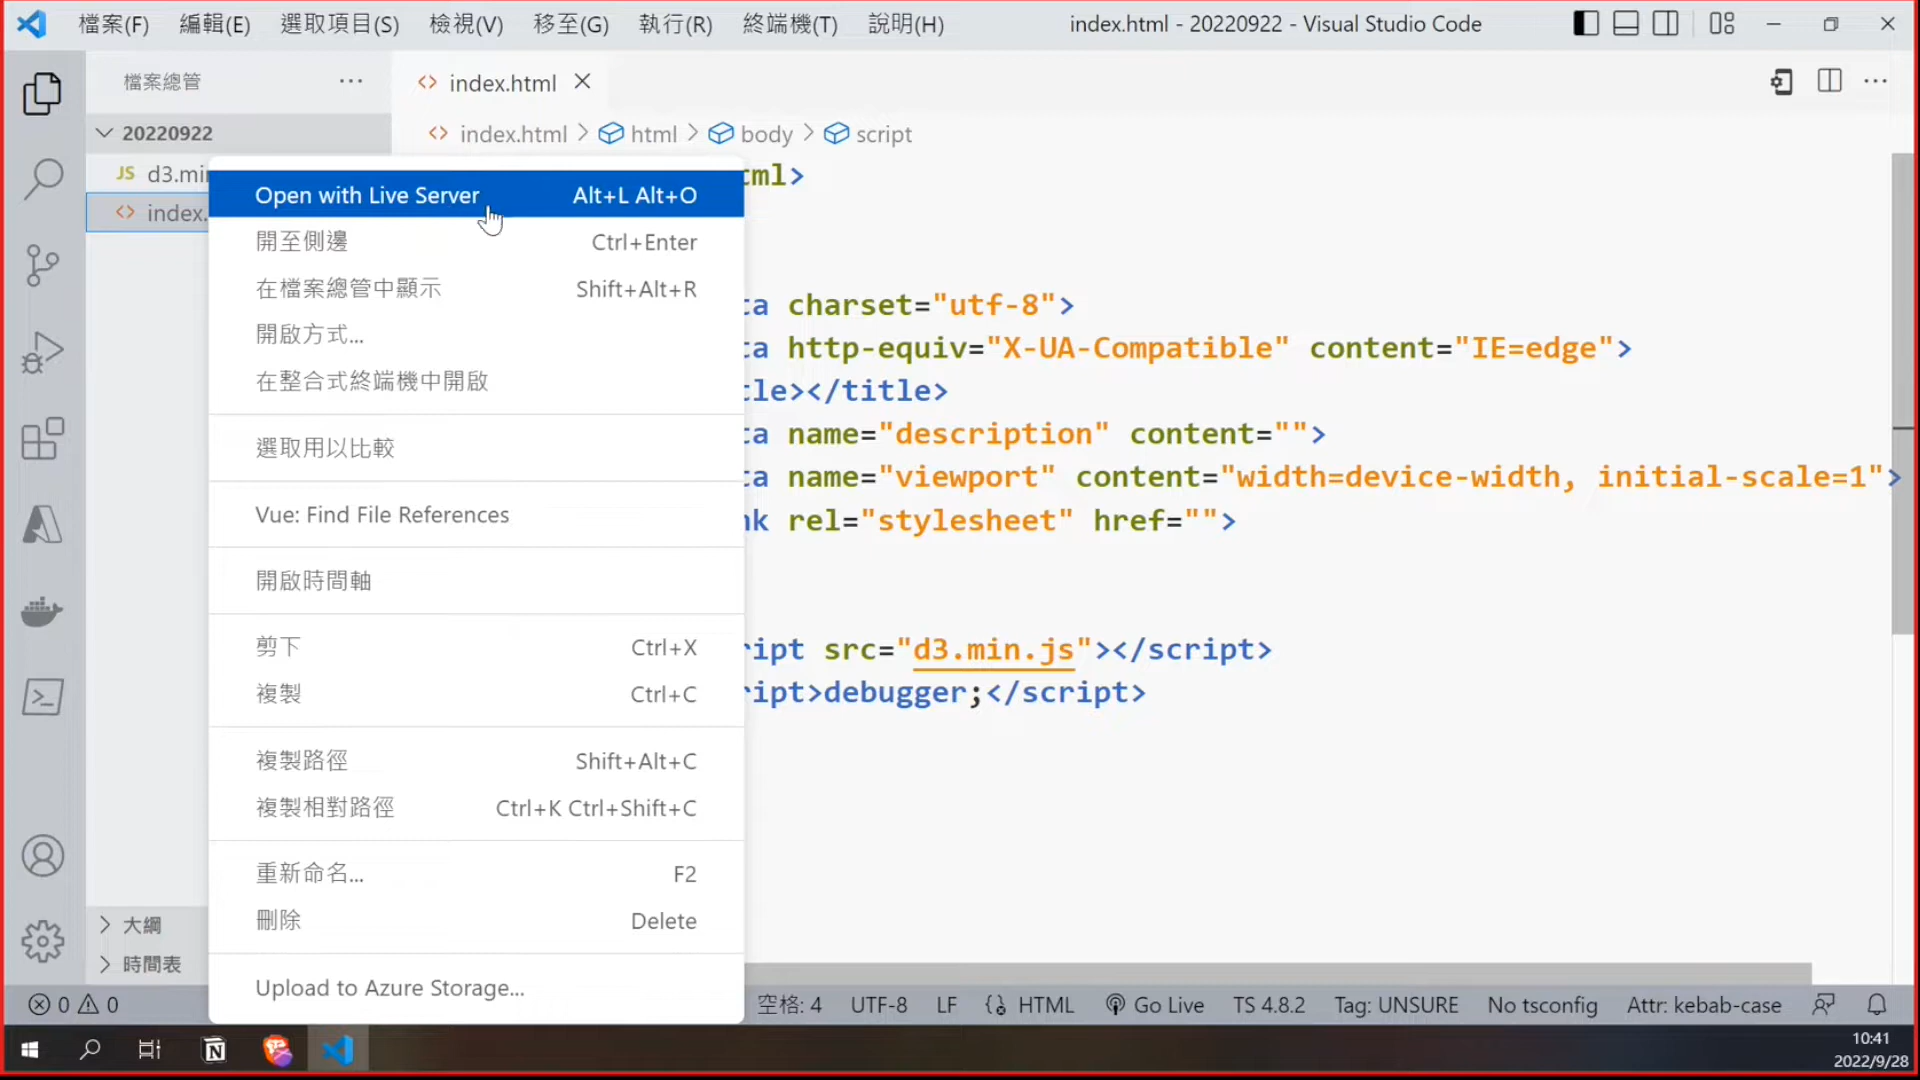 檔案(F) 編輯(E) 選取項目(S) 檢視(V) 移至(G) 執行(R) 終端機(T) 說明(H) index.html - 20220922 - Visual Studio Code
檔案總管 ···
index.html
20220922
index.html > html > body > script
JS d3.mi
index.
Open with Live Server Alt+L Alt+O
開至側邊 Ctrl+Enter
在檔案總管中顯示 Shift+Alt+R
開啟方式...
在整合式終端機中開啟
選取用以比較
Vue: Find File References
開啟時間軸
剪下 Ctrl+X
複製 Ctrl+C
複製路徑 Shift+Alt+C
複製相對路徑 Ctrl+K Ctrl+Shift+C
重新命名... F2
刪除 Delete
Upload to Azure Storage...
ml>
ta charset="utf-8">
ta http-equiv="X-UA-Compatible" content="IE=edge">
tle></title>
ta name="description" content="">
ta name="viewport" content="width=device-width, initial-scale=1">
nk rel="stylesheet" href="">
ript src="d3.min.js"></script>
ript>debugger;</script>
大綱
時間表
0 0 空格: 4 UTF-8 LF HTML Go Live TS 4.8.2 Tag: UNSURE No tsconfig Attr: kebab-case
10:41
2022/9/28